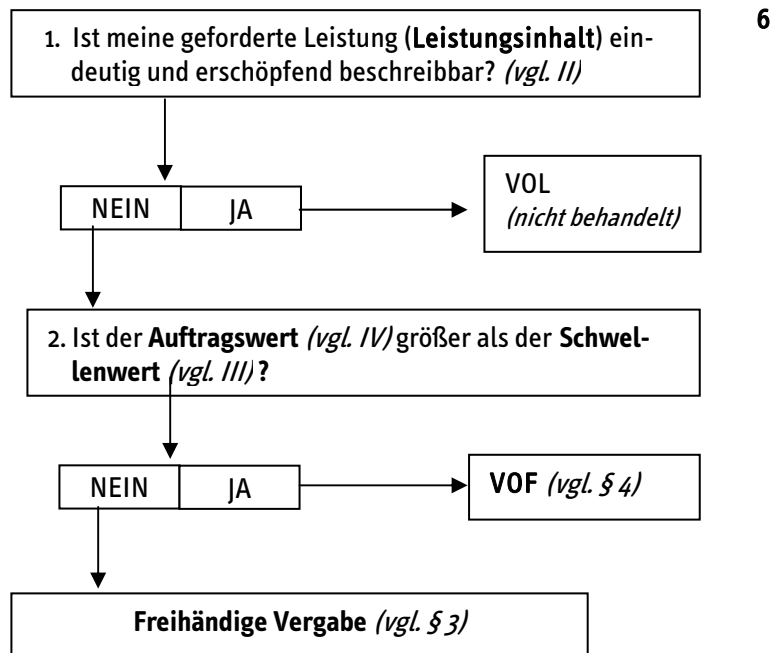 6
1. Ist meine geforderte Leistung (Leistungsinhalt) ein-
deutig und erschöpfend beschreibbar? (vgl. II)
NEIN JA
VOL
(nicht behandelt)
2. Ist der Auftragswert (vgl. IV) größer als der Schwel-
lenwert (vgl. III) ?
NEIN JA
VOF (vgl. § 4)
Freihändige Vergabe (vgl. § 3)